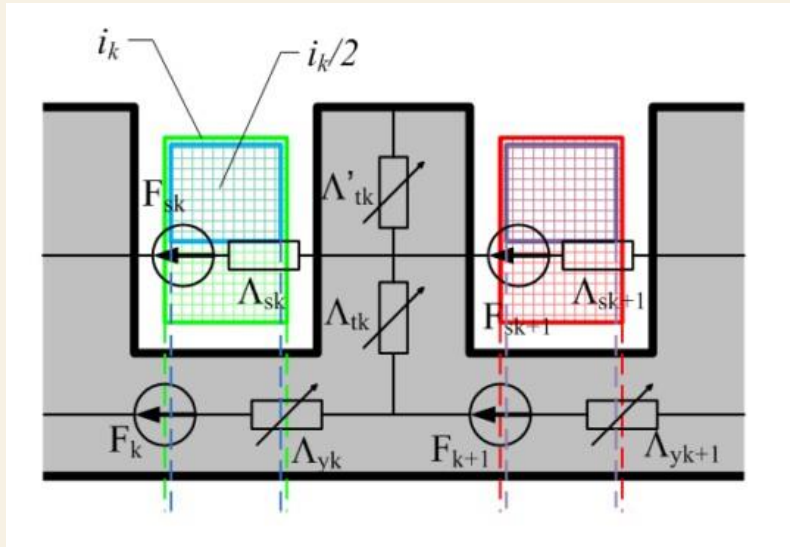 i_k
i_k/2
F_sk
Λ'_tk
Λ_sk
Λ_tk
F_sk+1
Λ_sk+1
F_k
Λ_yk
F_k+1
Λ_yk+1